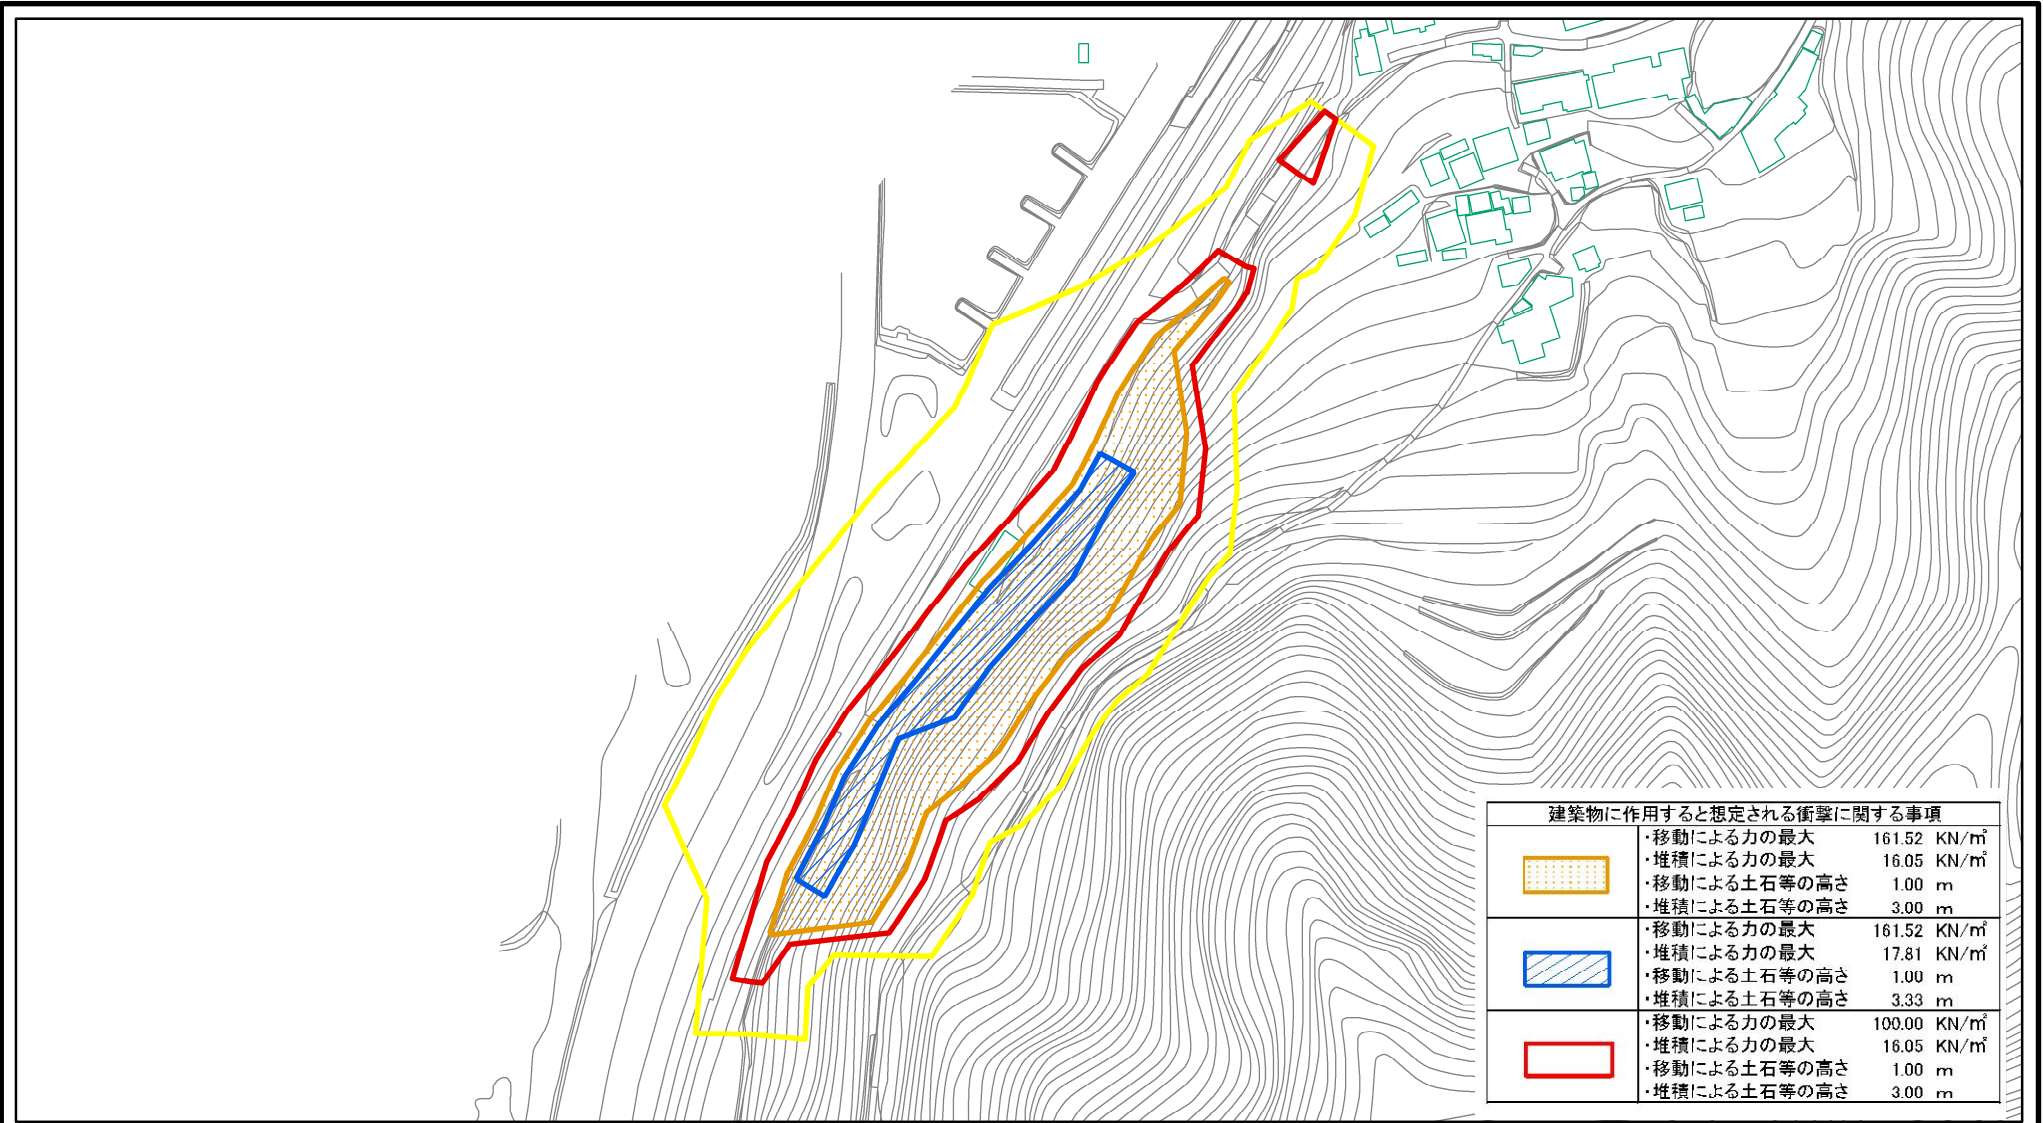 建築物に作用すると想定される衝撃に関する事項
・移動による力の最大 161.52 KN/㎡
・堆積による力の最大 16.05 KN/㎡
・移動による土石等の高さ 1.00 m
・堆積による土石等の高さ 3.00 m
・移動による力の最大 161.52 KN/㎡
・堆積による力の最大 17.81 KN/㎡
・移動による土石等の高さ 1.00 m
・堆積による土石等の高さ 3.33 m
・移動による力の最大 100.00 KN/㎡
・堆積による力の最大 16.05 KN/㎡
・移動による土石等の高さ 1.00 m
・堆積による土石等の高さ 3.00 m